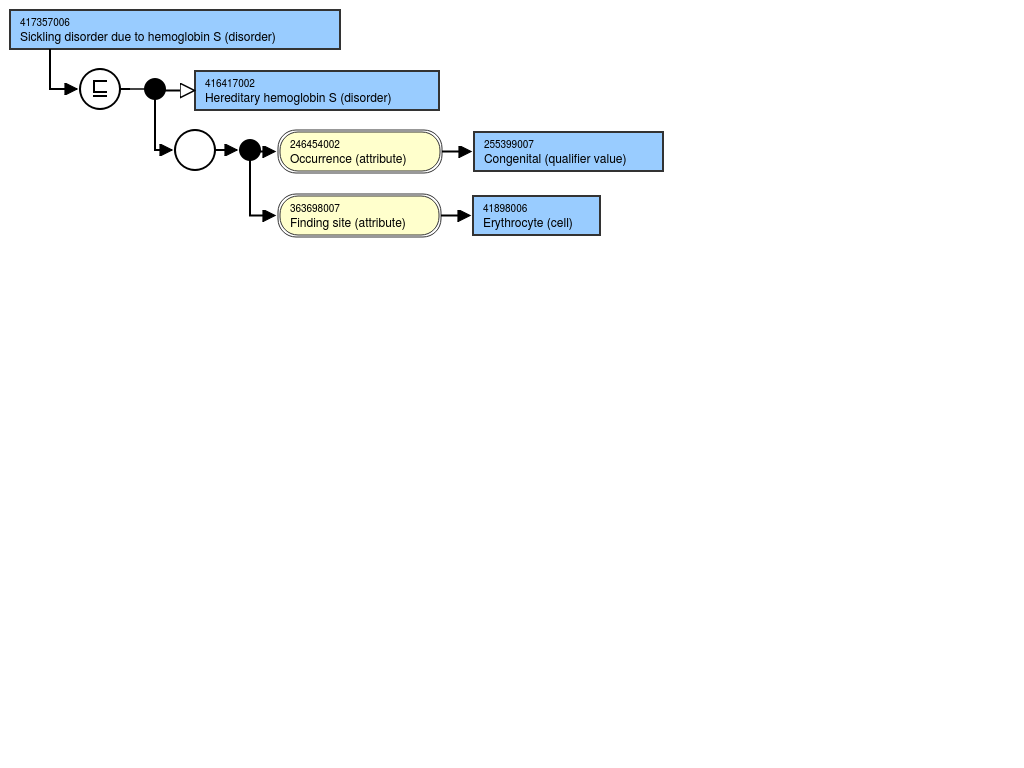 417357006
Sickling disorder due to hemoglobin S (disorder)
⊑
416417002
Hereditary hemoglobin S (disorder)
246454002
Occurrence (attribute)
255399007
Congenital (qualifier value)
363698007
Finding site (attribute)
41898006
Erythrocyte (cell)